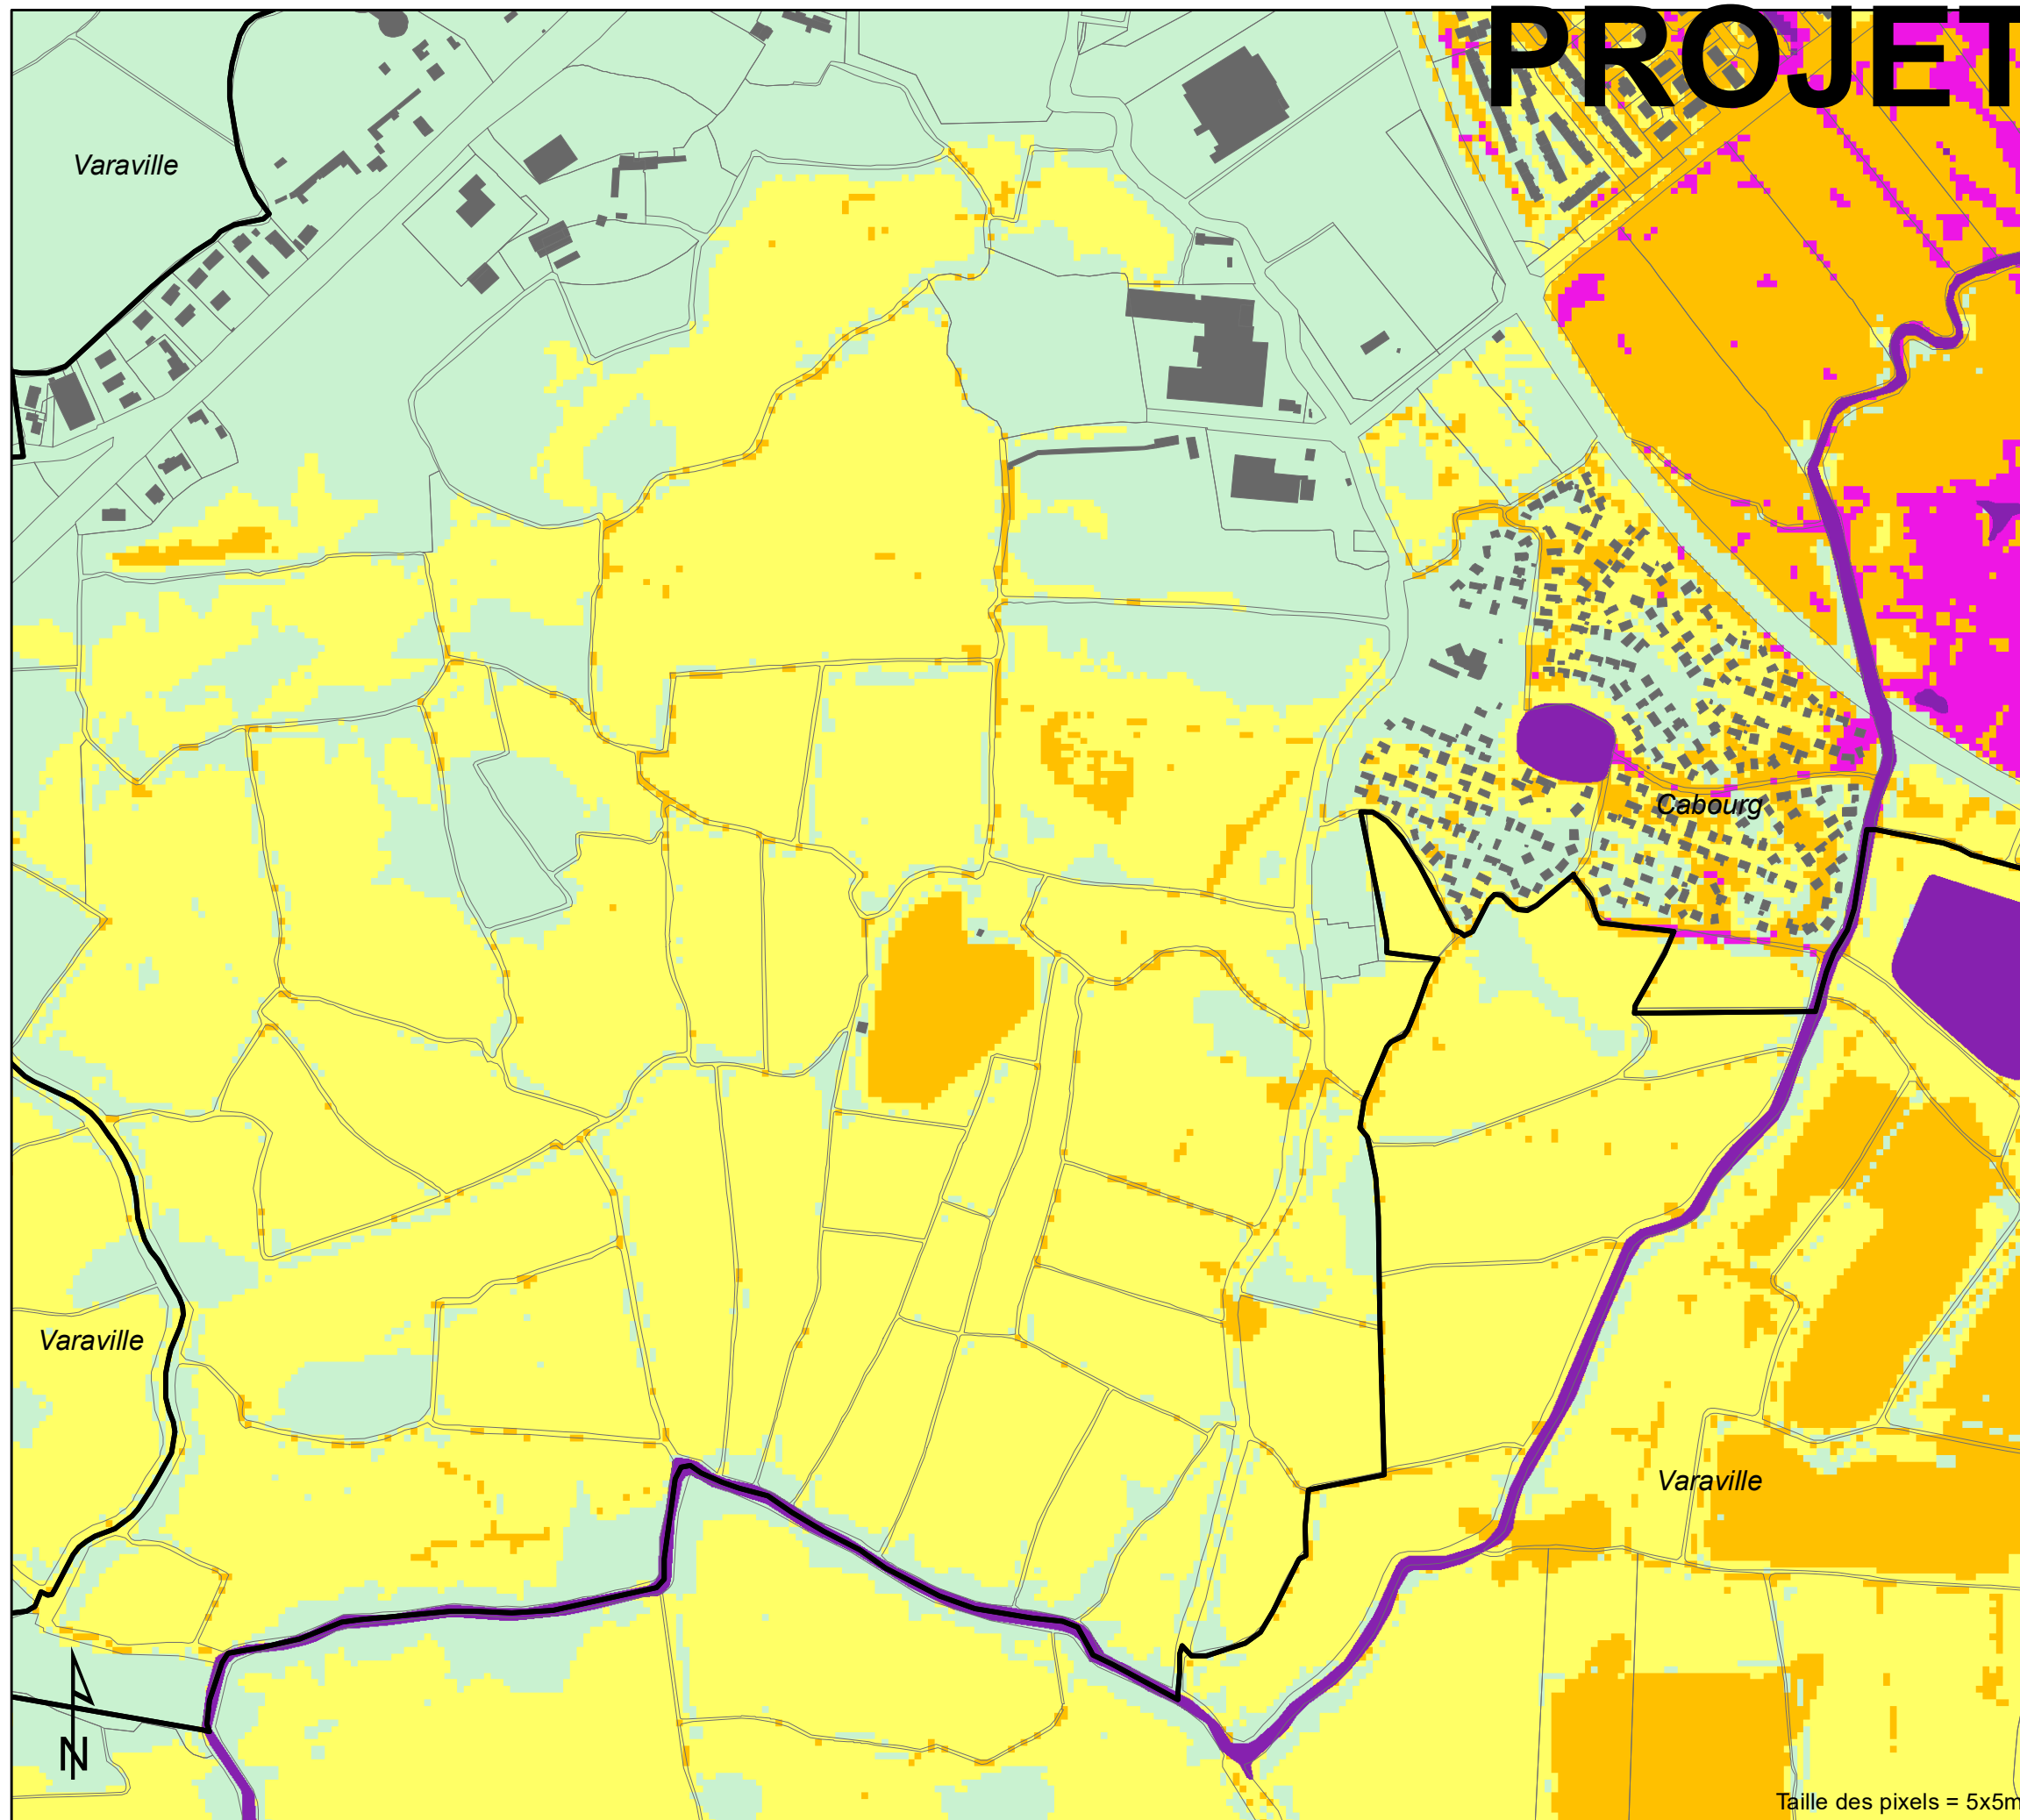 PROJET
Varaville
Cabourg
Varaville
Varaville
N
Taille des pixels = 5x5m